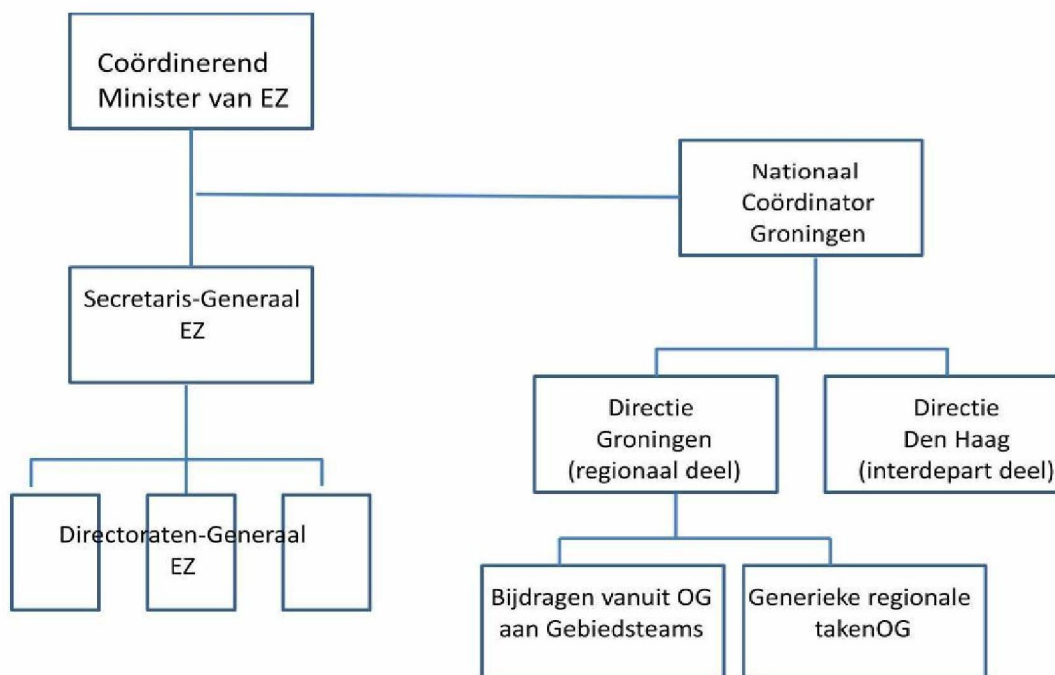 Coördinerend
Minister van EZ
Nationaal
Coördinator
Groningen
Secretaris-Generaal
EZ
Directie
Groningen
(regionaal deel)
Directie
Den Haag
(interdepart deel)
Directoraten-Generaal
EZ
Bijdragen vanuit OG
aan Gebiedsteams
Generieke regionale
takenOG